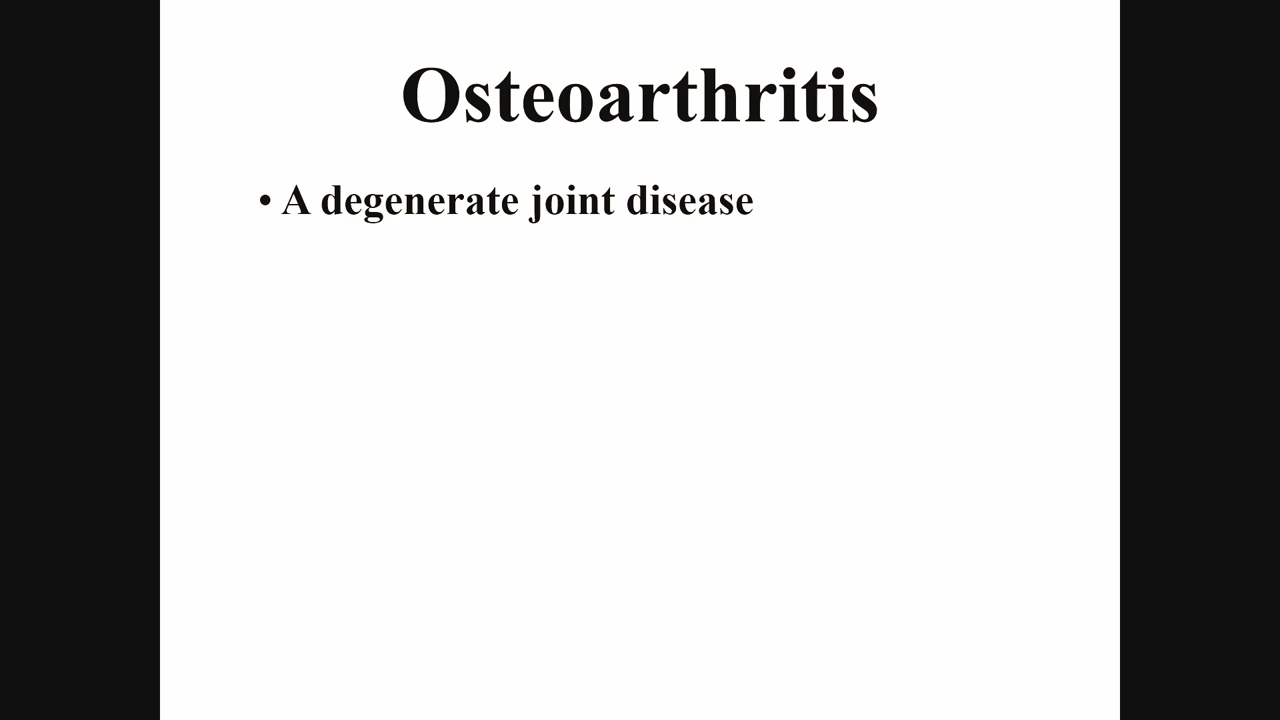 Osteoarthritis
• A degenerate joint disease